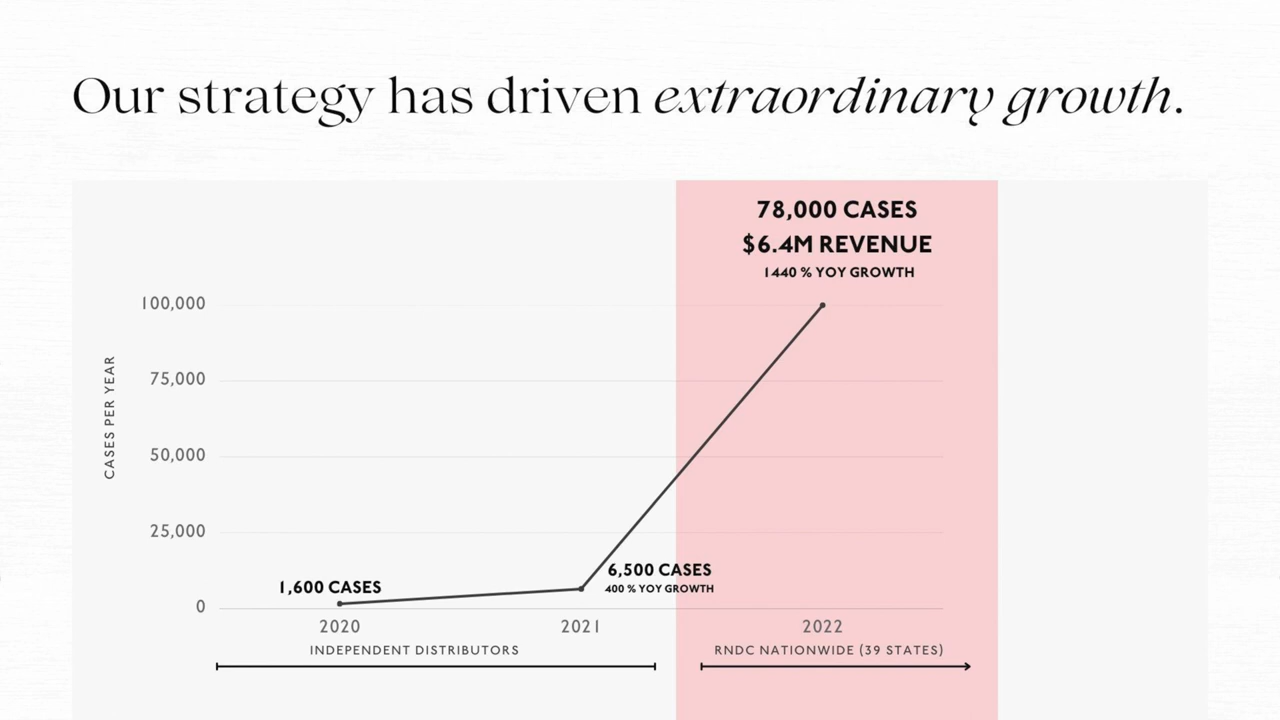 Our strategy has driven extraordinary growth.
78,000 CASES
$6.4M REVENUE
1440 % YOY GROWTH
100,000
75,000
50,000
25,000
0
CASES PER YEAR
1,600 CASES
6,500 CASES
400 % YOY GROWTH
2020
2021
2022
INDEPENDENT DISTRIBUTORS
RNDC NATIONWIDE (39 STATES)